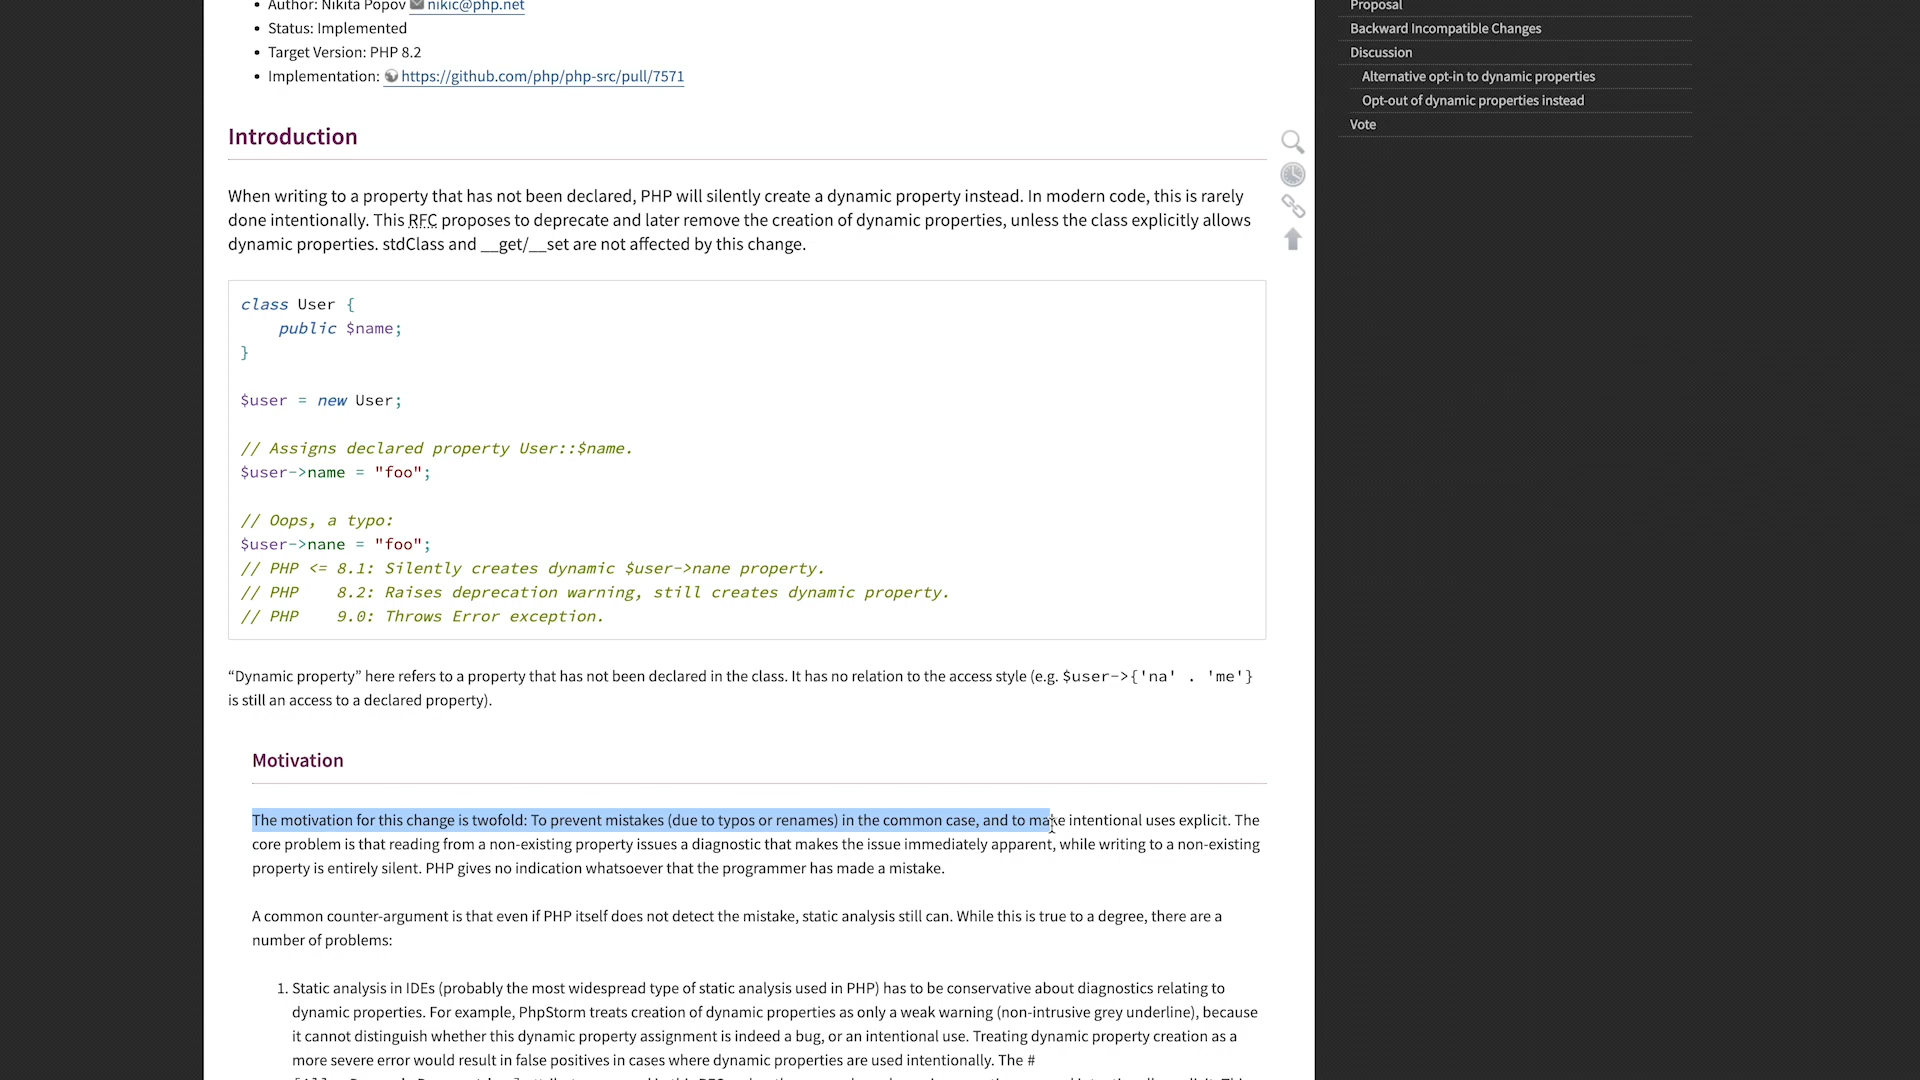 Author: Nikita Popov nikic@php.net
Status: Implemented
Target Version: PHP 8.2
Implementation: https://github.com/php/php-src/pull/7571
Introduction
When writing to a property that has not been declared, PHP will silently create a dynamic property instead. In modern code, this is rarely
done intentionally. This RFC proposes to deprecate and later remove the creation of dynamic properties, unless the class explicitly allows
dynamic properties. stdClass and __get/__set are not affected by this change.
class User {
    public $name;
}
$user = new User;
// Assigns declared property User::$name.
$user->name = "foo";
// Oops, a typo:
$user->nane = "foo";
// PHP <= 8.1: Silently creates dynamic $user->nane property.
// PHP    8.2: Raises deprecation warning, still creates dynamic property.
// PHP    9.0: Throws Error exception.
“Dynamic property” here refers to a property that has not been declared in the class. It has no relation to the access style (e.g. $user->{'na' . 'me'}
is still an access to a declared property).
Motivation
The motivation for this change is twofold: To prevent mistakes (due to typos or renames) in the common case, and to make intentional uses explicit. The
core problem is that reading from a non-existing property issues a diagnostic that makes the issue immediately apparent, while writing to a non-existing
property is entirely silent. PHP gives no indication whatsoever that the programmer has made a mistake.
A common counter-argument is that even if PHP itself does not detect the mistake, static analysis still can. While this is true to a degree, there are a
number of problems:
1. Static analysis in IDEs (probably the most widespread type of static analysis used in PHP) has to be conservative about diagnostics relating to
dynamic properties. For example, PhpStorm treats creation of dynamic properties as only a weak warning (non-intrusive grey underline), because
it cannot distinguish whether this dynamic property assignment is indeed a bug, or an intentional use. Treating dynamic property creation as a
more severe error would result in false positives in cases where dynamic properties are used intentionally. The #
Proposal
Backward Incompatible Changes
Discussion
Alternative opt-in to dynamic properties
Opt-out of dynamic properties instead
Vote